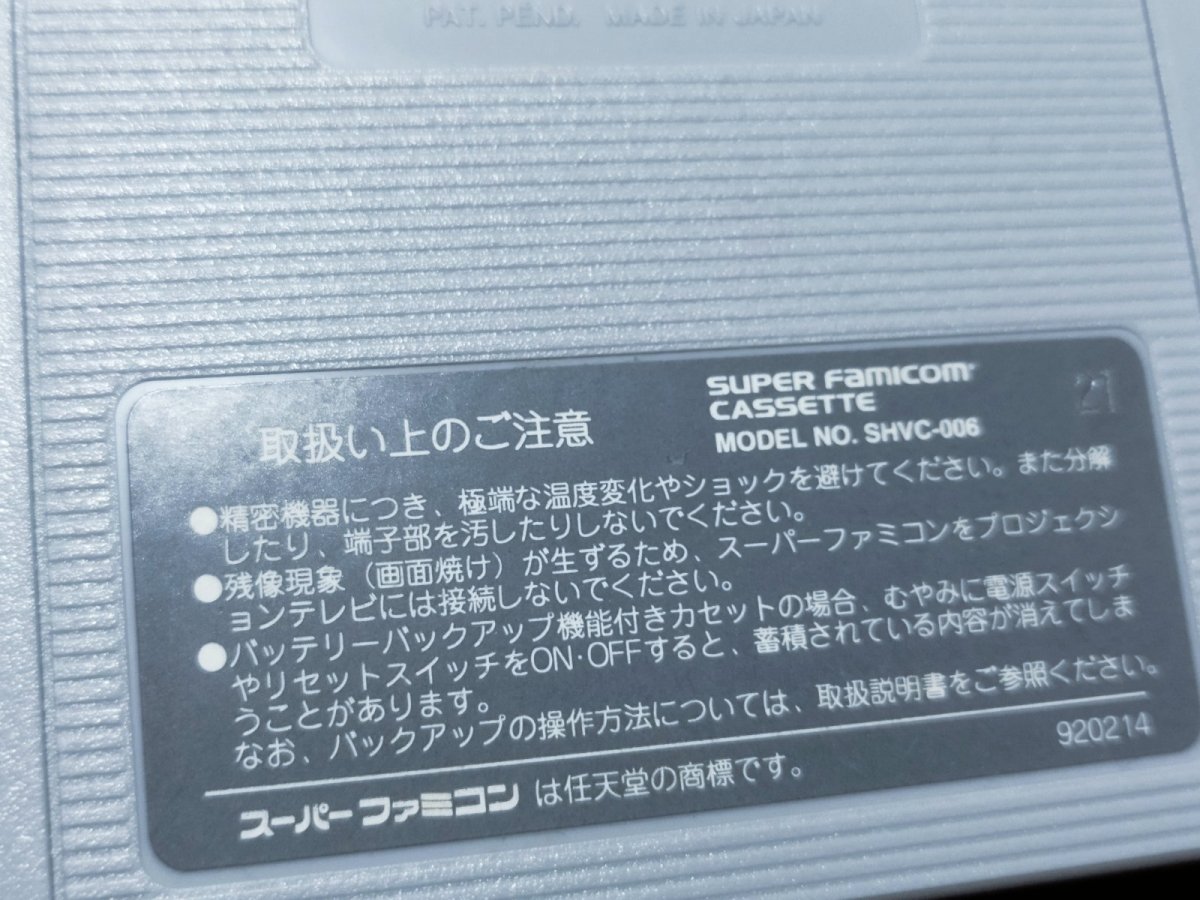 PAT. PEND. MADE IN JAPAN
取扱い上のご注意
SUPER FAMICOM
CASSETTE
MODEL NO. SHVC-006
21
●精密機器につき、極端な温度変化やショックを避けてください。また分解
したり、端子部を汚したりしないでください。
●残像現象(画面焼け)が生ずるため、スーパーファミコンをプロジェクシ
ョンテレビには接続しないでください。
●バッテリーバックアップ機能付きカセットの場合、むやみに電源スイッチ
やリセットスイッチをON・OFFすると、蓄積されている内容が消えてしま
うことがあります。
なお、バックアップの操作方法については、取扱説明書をご参照ください。
920214
スーパーファミコン は任天堂の商標です。